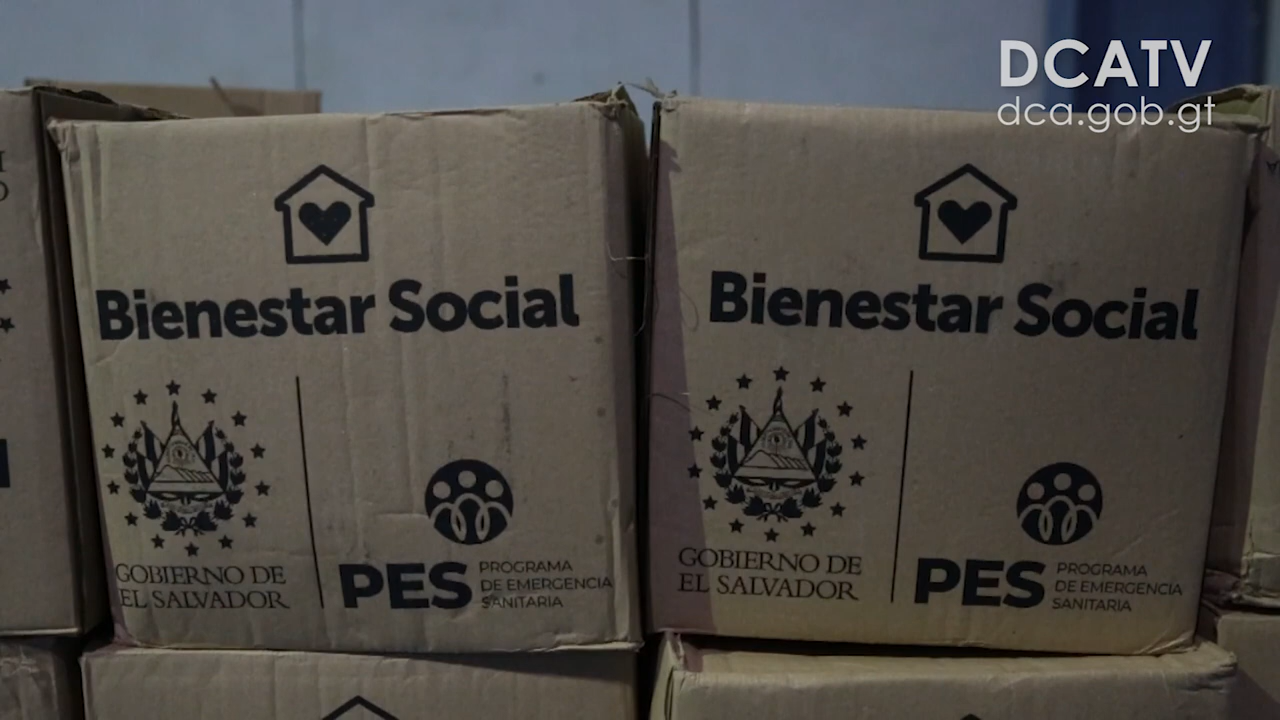 DCATV
dca.gob.gt
Bienestar Social
GOBIERNO DE
EL SALVADOR
PES
PROGRAMA
DE EMERGENCIA
SANITARIA
Bienestar Social
GOBIERNO DE
EL SALVADOR
PES
PROGRAMA
DE EMERGENCIA
SANITARIA